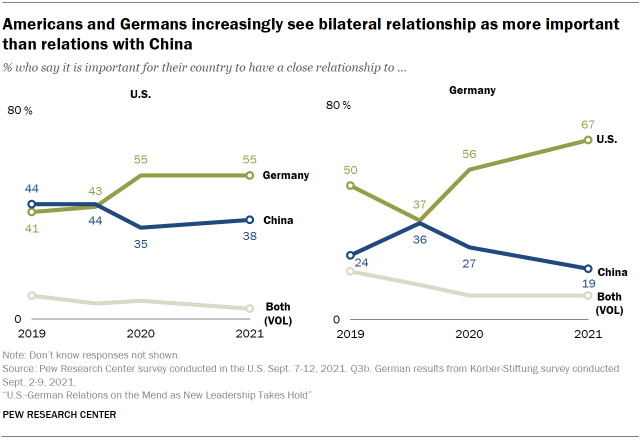 Americans and Germans increasingly see bilateral relationship as more important
than relations with China
% who say it is important for their country to have a close relationship to ...
U.S.
80 %
55
55
Germany
44
43
41
44
China
35
38
Both
(VOL)
0
2019
2020
2021
Germany
80 %
67
U.S.
56
50
37
36
24
27
China
19
Both
(VOL)
0
2019
2020
2021
Note: Don't know responses not shown.
Source: Pew Research Center survey conducted in the U.S. Sept. 7-12, 2021. Q3b. German results from Körber-Stiftung survey conducted
Sept. 2-9, 2021.
"U.S.-German Relations on the Mend as New Leadership Takes Hold"
PEW RESEARCH CENTER